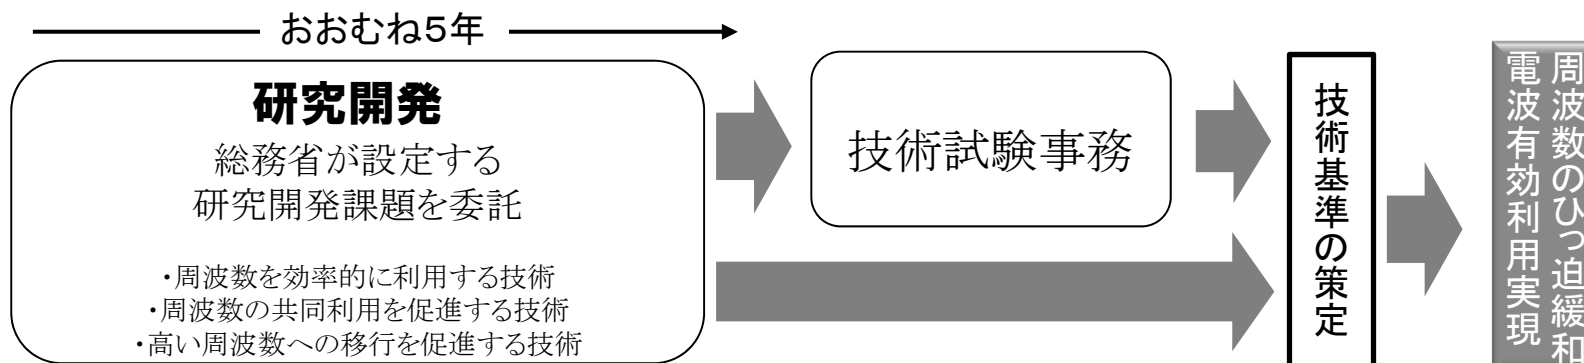 おおむね5年
研究開発
総務省が設定する
研究開発課題を委託
・周波数を効率的に利用する技術
・周波数の共同利用を促進する技術
・高い周波数への移行を促進する技術
技術試験事務
技術基準の策定
周波数のひっ迫緩和
電波有効利用実現